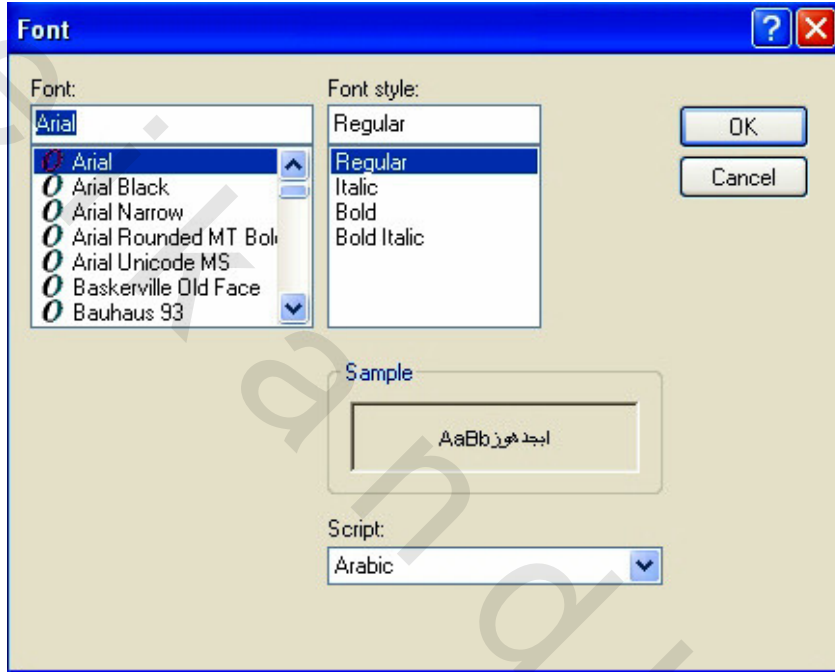 Font
Font:
Font style:
Arial
Regular
OK
Cancel
Arial
Arial Black
Arial Narrow
Arial Rounded MT Bol
Arial Unicode MS
Baskerville Old Face
Bauhaus 93
Regular
Italic
Bold
Bold Italic
Sample
AaBbابجدهوز
Script:
Arabic